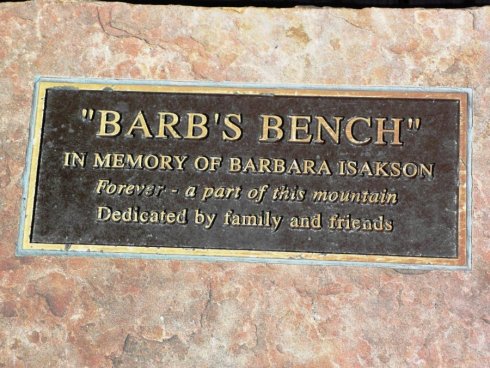 "BARB'S BENCH"
IN MEMORY OF BARBARA ISAKSON
Forever - a part of this mountain
Dedicated by family and friends